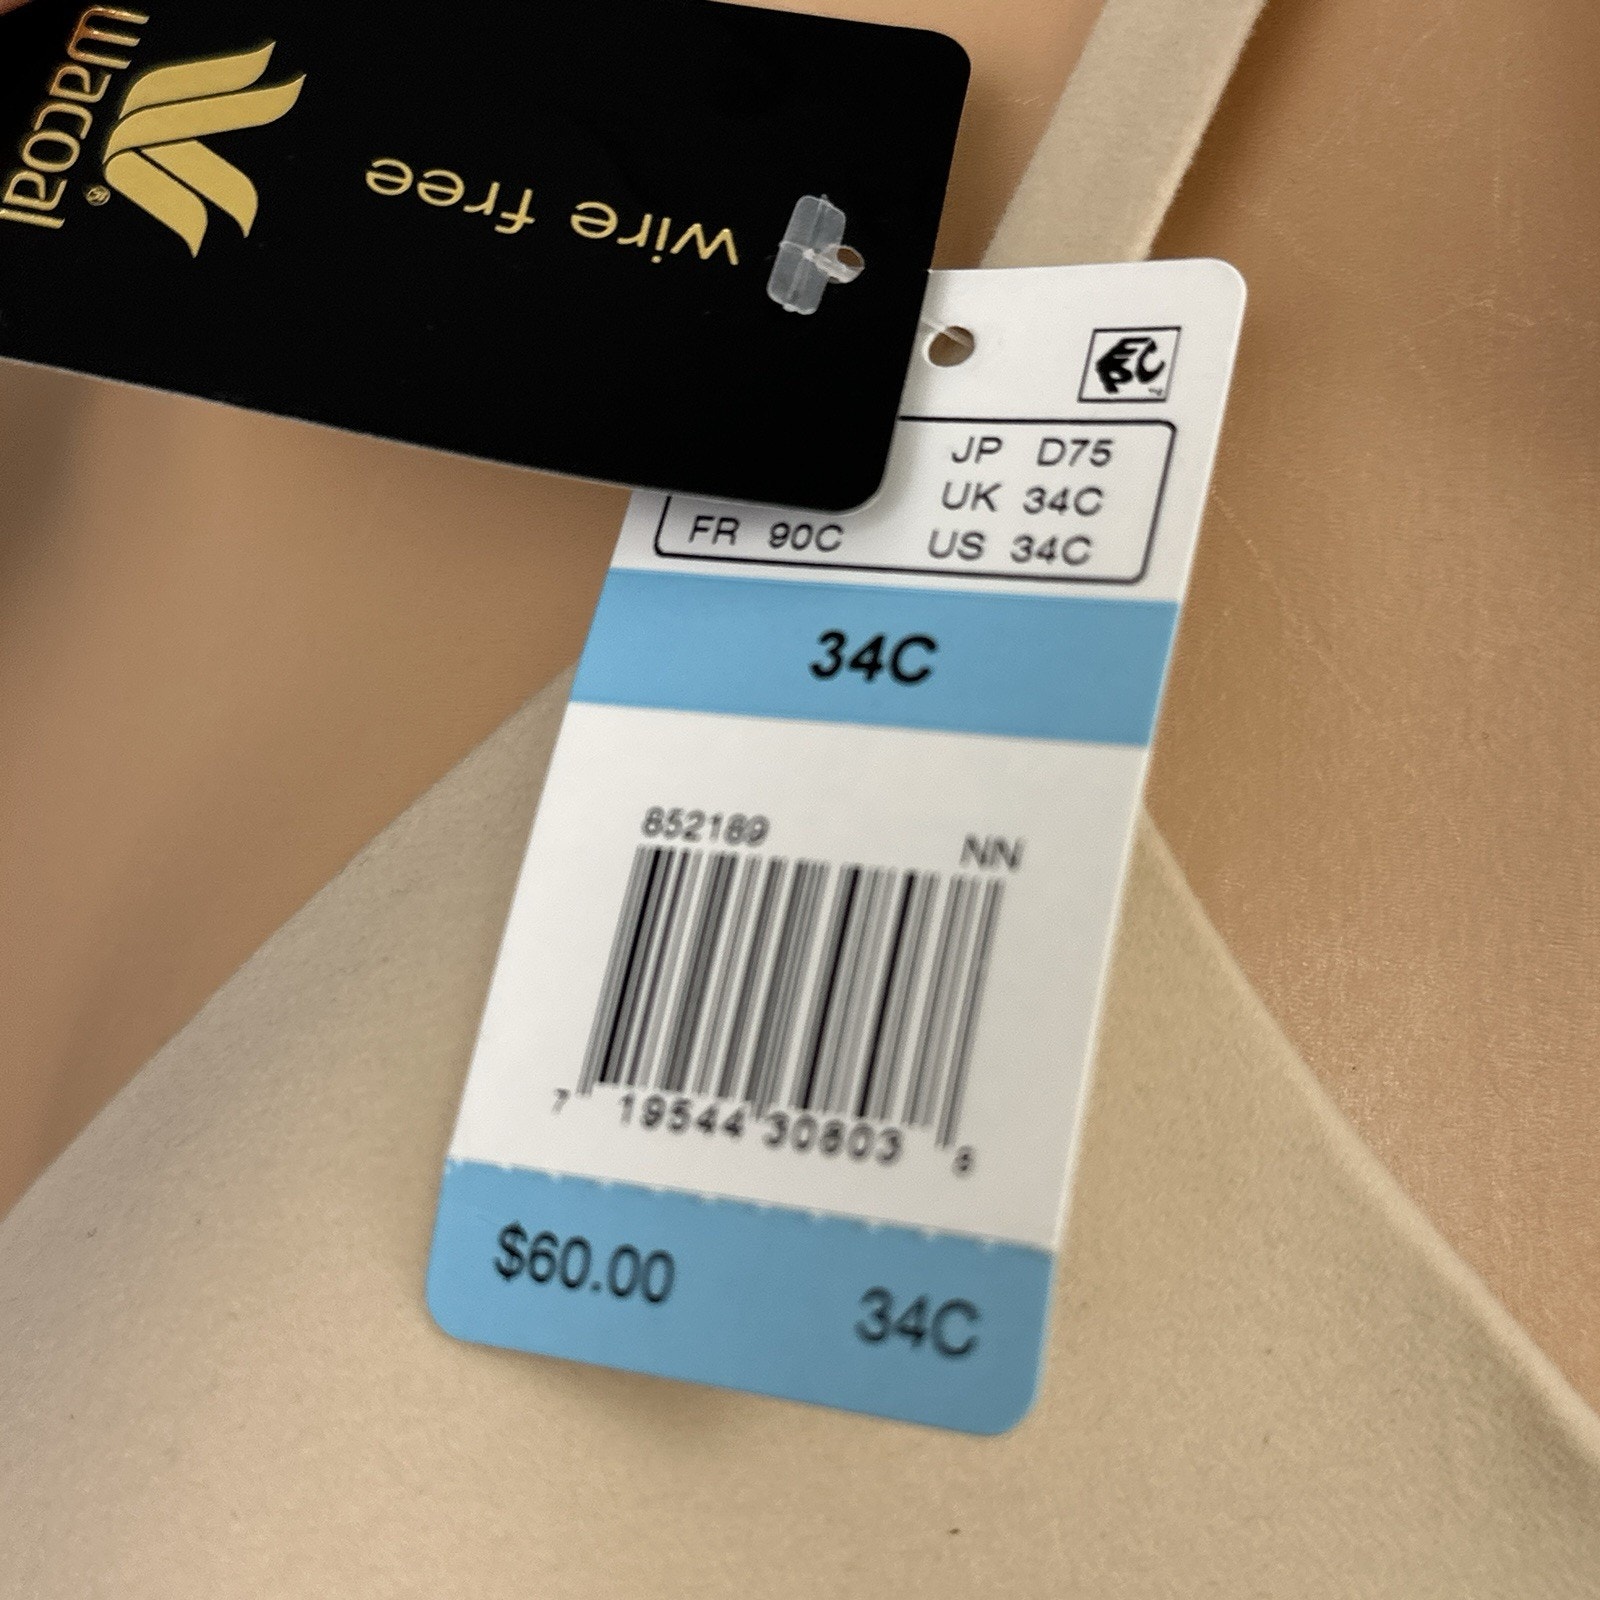 wacoal
wire free
EPC
JP D75
UK 34C
FR 90C US 34C
34C
852189 NN
7 19544 30803 8
$60.00 34C